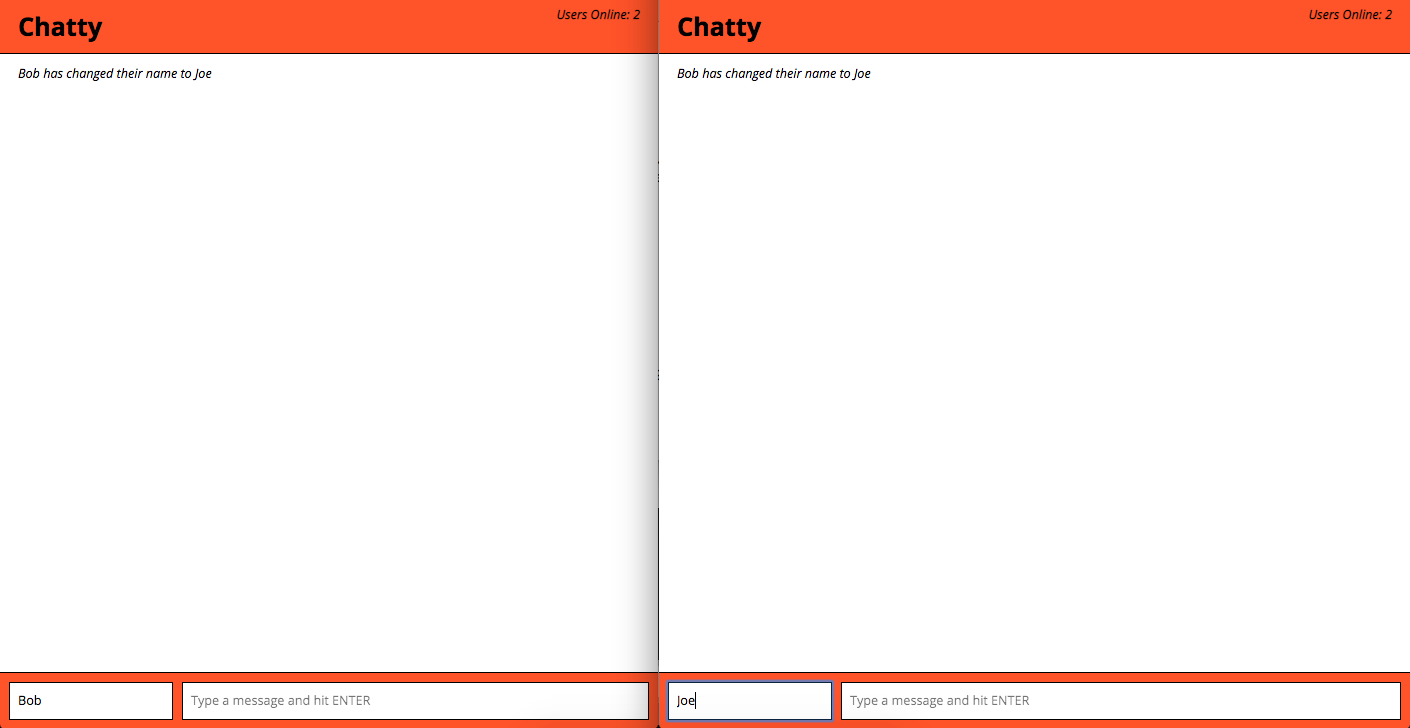 Chatty
Users Online: 2
Bob has changed their name to Joe
Bob
Type a message and hit ENTER
Chatty
Users Online: 2
Bob has changed their name to Joe
Joe
Type a message and hit ENTER